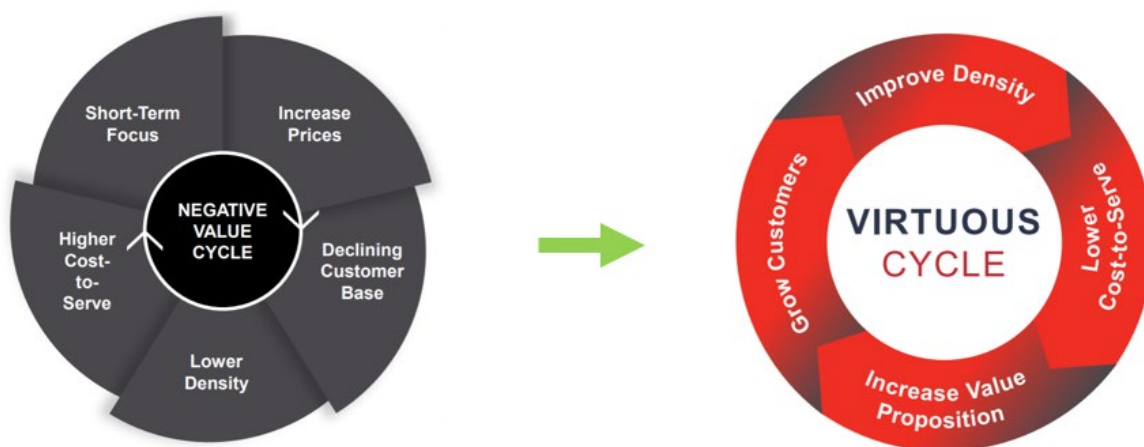 Short-Term
Focus
Increase
Prices
NEGATIVE
VALUE
CYCLE
Higher
Cost-
to-
Serve
Declining
Customer
Base
Lower
Density
Improve Density
Grow Customers
VIRTUOUS
CYCLE
Lower
Cost-to-Serve
Increase Value
Proposition